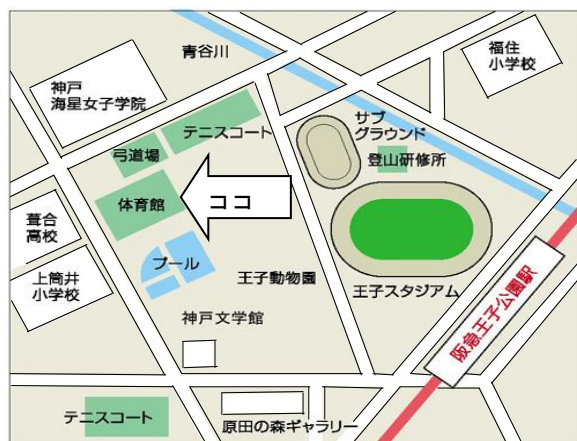 青谷川
福住
小学校
神戸
海星女子学院
サブ
グラウンド
テニスコート
弓道場
登山研修所
体育館
ココ
葺合
高校
プール
上筒井
小学校
王子動物園
王子スタジアム
阪急王子公園駅
神戸文学館
テニスコート
原田の森ギャラリー